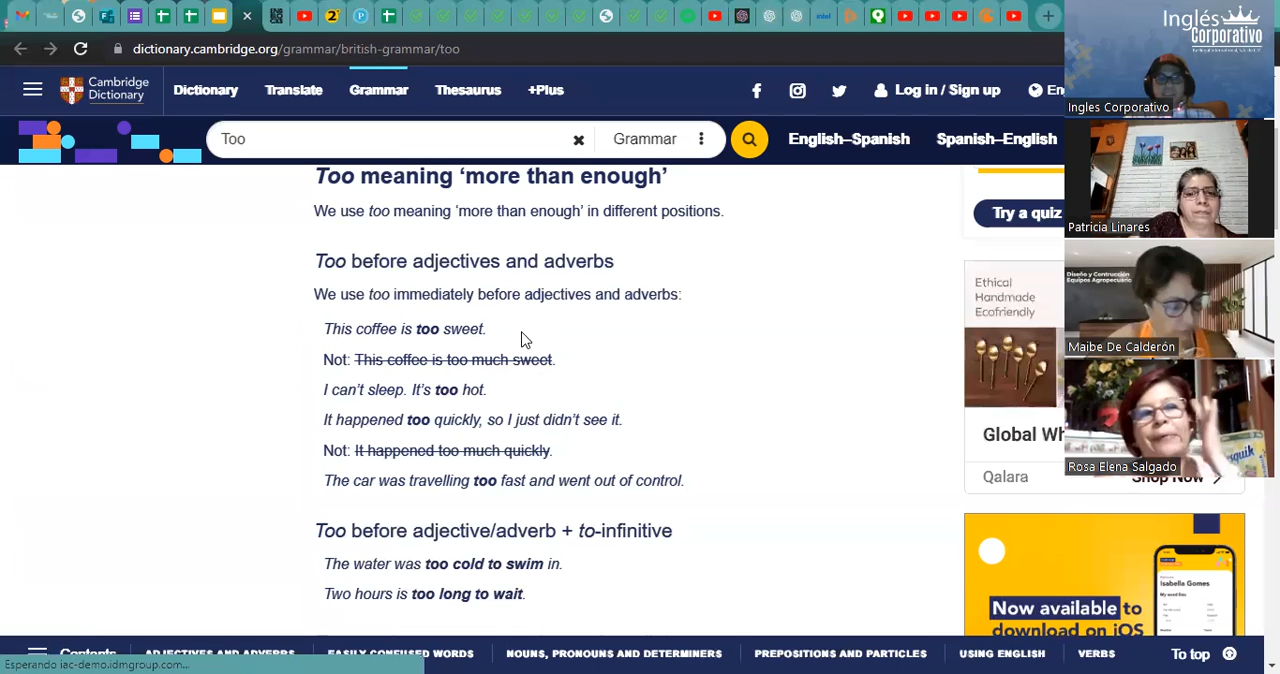 dictionary.cambridge.org/grammar/british-grammar/too
Inglés
Corporativo
Ingles Corporativo
Cambridge
Dictionary
Dictionary
Translate
Grammar
Thesaurus
+Plus
Log in / Sign up
En
Too
Grammar
English–Spanish
Spanish–English
Patricia Linares
Too meaning ‘more than enough’
We use too meaning ‘more than enough’ in different positions.
Try a quiz
Too before adjectives and adverbs
We use too immediately before adjectives and adverbs:
This coffee is too sweet.
Not: This coffee is too much sweet.
I can’t sleep. It’s too hot.
It happened too quickly, so I just didn’t see it.
Not: It happened too much quickly.
The car was travelling too fast and went out of control.
Too before adjective/adverb + to-infinitive
The water was too cold to swim in.
Two hours is too long to wait.
Ethical
Handmade
Ecofriendly
Global Wh
Qalara
Shop Now
Diseño y Contrucción
Equipos Agropecuario
Maibe De Calderón
Rosa Elena Salgado
Now available to
download on iOS
Isabella Gomes
Contents
ADJECTIVES AND ADVERBS
EASILY CONFUSED WORDS
NOUNS, PRONOUNS AND DETERMINERS
PREPOSITIONS AND PARTICLES
USING ENGLISH
VERBS
To top
Esperando iac-demo.idmgroup.com...